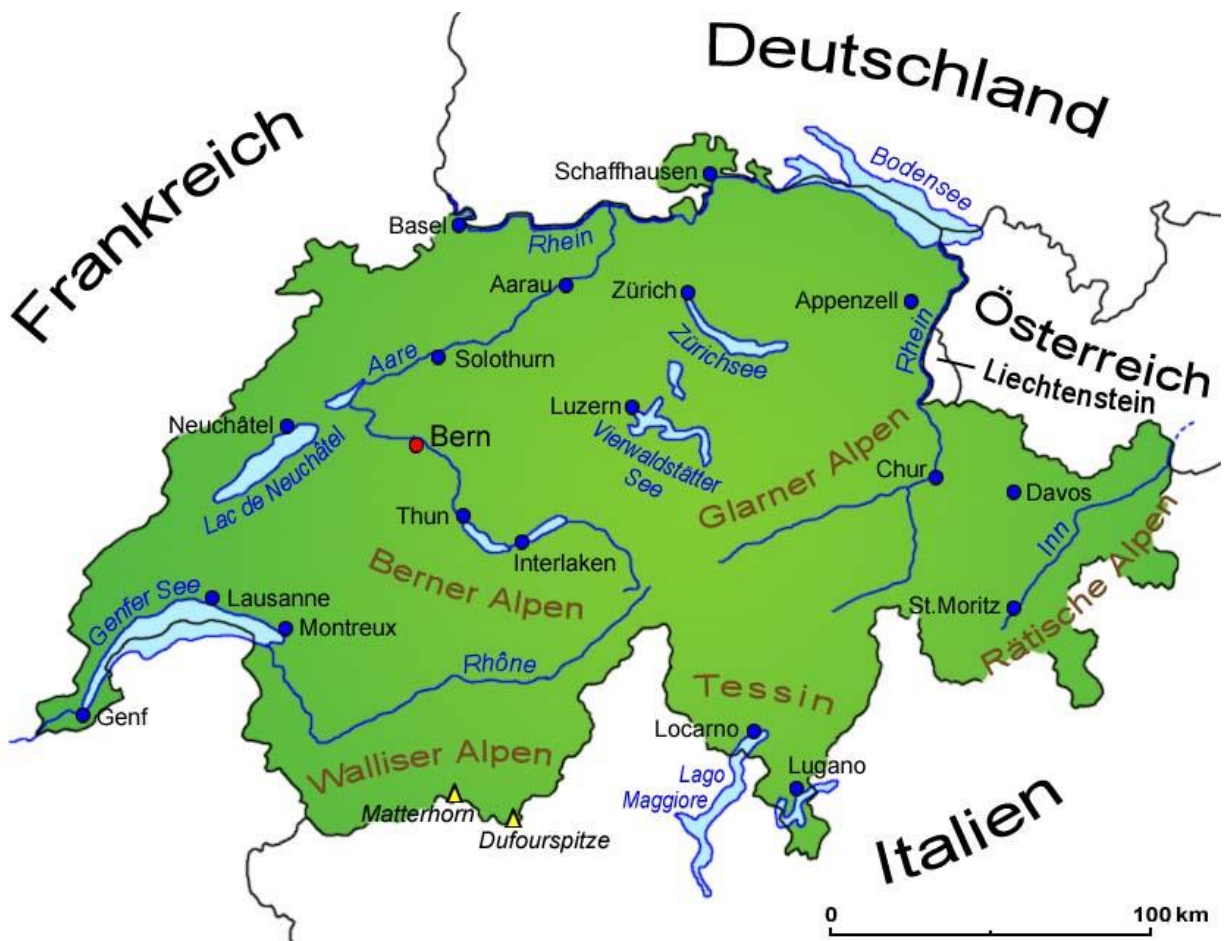 Deutschland
Frankreich
Schaffhausen
Bodensee
Basel
Rhein
Aarau
Zürich
Appenzell
Österreich
Rhein
Zürichsee
Aare
Solothurn
Liechtenstein
Luzern
Neuchâtel
Bern
Vierwaldstätter
See
Glarner Alpen
Lac de Neuchâtel
Chur
Davos
Thun
Inn
Interlaken
Berner Alpen
Rätische Alpen
Genfer See
Lausanne
St.Moritz
Montreux
Rhône
Tessin
Genf
Locarno
Walliser Alpen
Lugano
Lago
Maggiore
Matterhorn
Dufourspitze
Italien
0 100 km